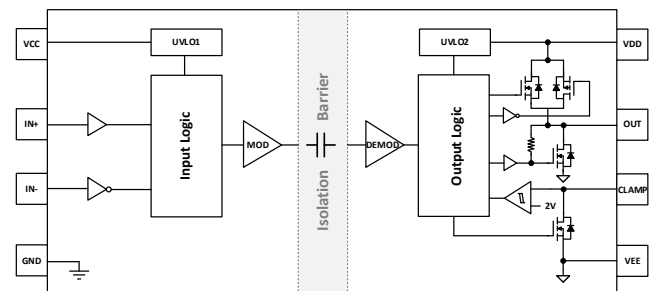 VCC
UVLO1
UVLO2
VDD
IN+
Input Logic
MOD
Isolation Barrier
DEMOD
Output Logic
OUT
IN-
CLAMP
2V
GND
VEE